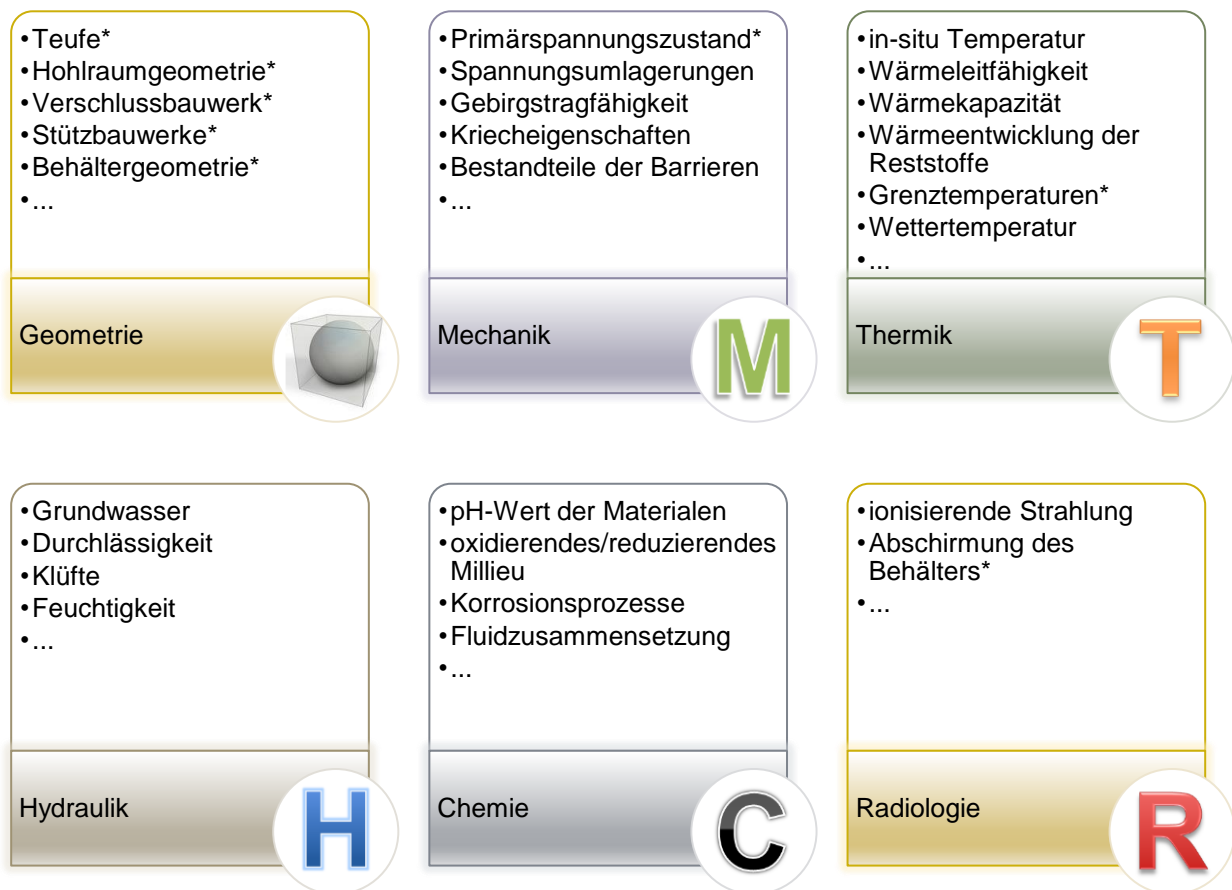 •Teufe*
•Hohlraumgeometrie*
•Verschlussbauwerk*
•Stützbauwerke*
•Behältergeometrie*
•...
Geometrie
•Primärspannungszustand*
•Spannungsumlagerungen
•Gebirgstragfähigkeit
•Kriecheigenschaften
•Bestandteile der Barrieren
•...
Mechanik
M
•in-situ Temperatur
•Wärmeleitfähigkeit
•Wärmekapazität
•Wärmeentwicklung der
Reststoffe
•Grenztemperaturen*
•Wettertemperatur
•...
Thermik
T
•Grundwasser
•Durchlässigkeit
•Klüfte
•Feuchtigkeit
•...
Hydraulik
H
•pH-Wert der Materialen
•oxidierendes/reduzierendes
Millieu
•Korrosionsprozesse
•Fluidzusammensetzung
•...
Chemie
C
•ionisierende Strahlung
•Abschirmung des
Behälters*
•...
Radiologie
R